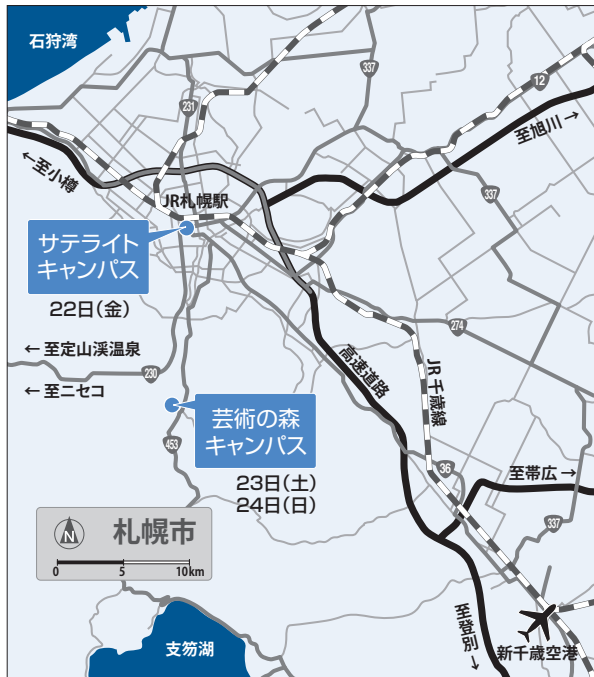 石狩湾
337
12
231
至旭川→
←至小樽
JR札幌駅
337
サテライト
キャンパス
22日(金)
274
←至定山渓温泉
230
←至ニセコ
高速道路
JR千歳線
芸術の森
キャンパス
453
23日(土)
24日(日)
36
至帯広→
337
N
札幌市
0 5 10km
至登別→
支笏湖
新千歳空港